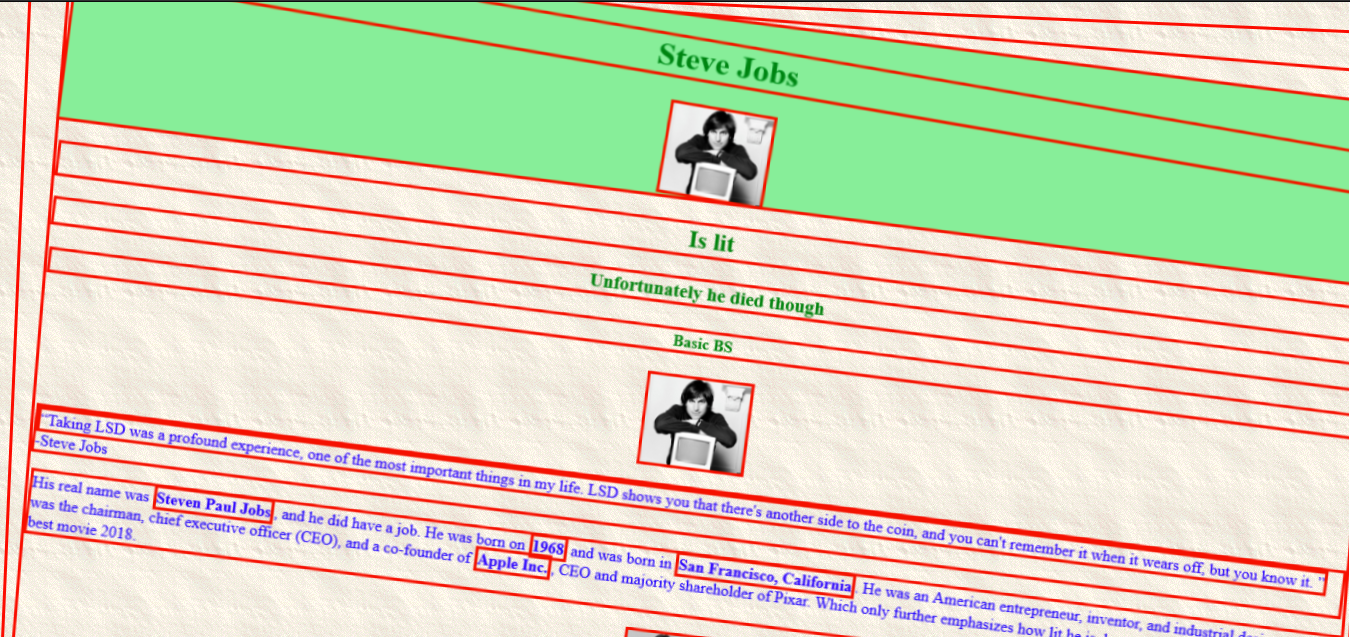 Steve Jobs
Is lit
Unfortunately he died though
Basic BS
“Taking LSD was a profound experience, one of the most important things in my life. LSD shows you that there's another side to the coin, and you can't remember it when it wears off, but you know it. ”
-Steve Jobs
His real name was Steven Paul Jobs, and he did have a job. He was born on 1968 and was born in San Francisco, California. He was an American entrepreneur, inventor, and industrial
was the chairman, chief executive officer (CEO), and a co-founder of Apple Inc., CEO and majority shareholder of Pixar. Which only further emphasizes how lit he
best movie 2018.